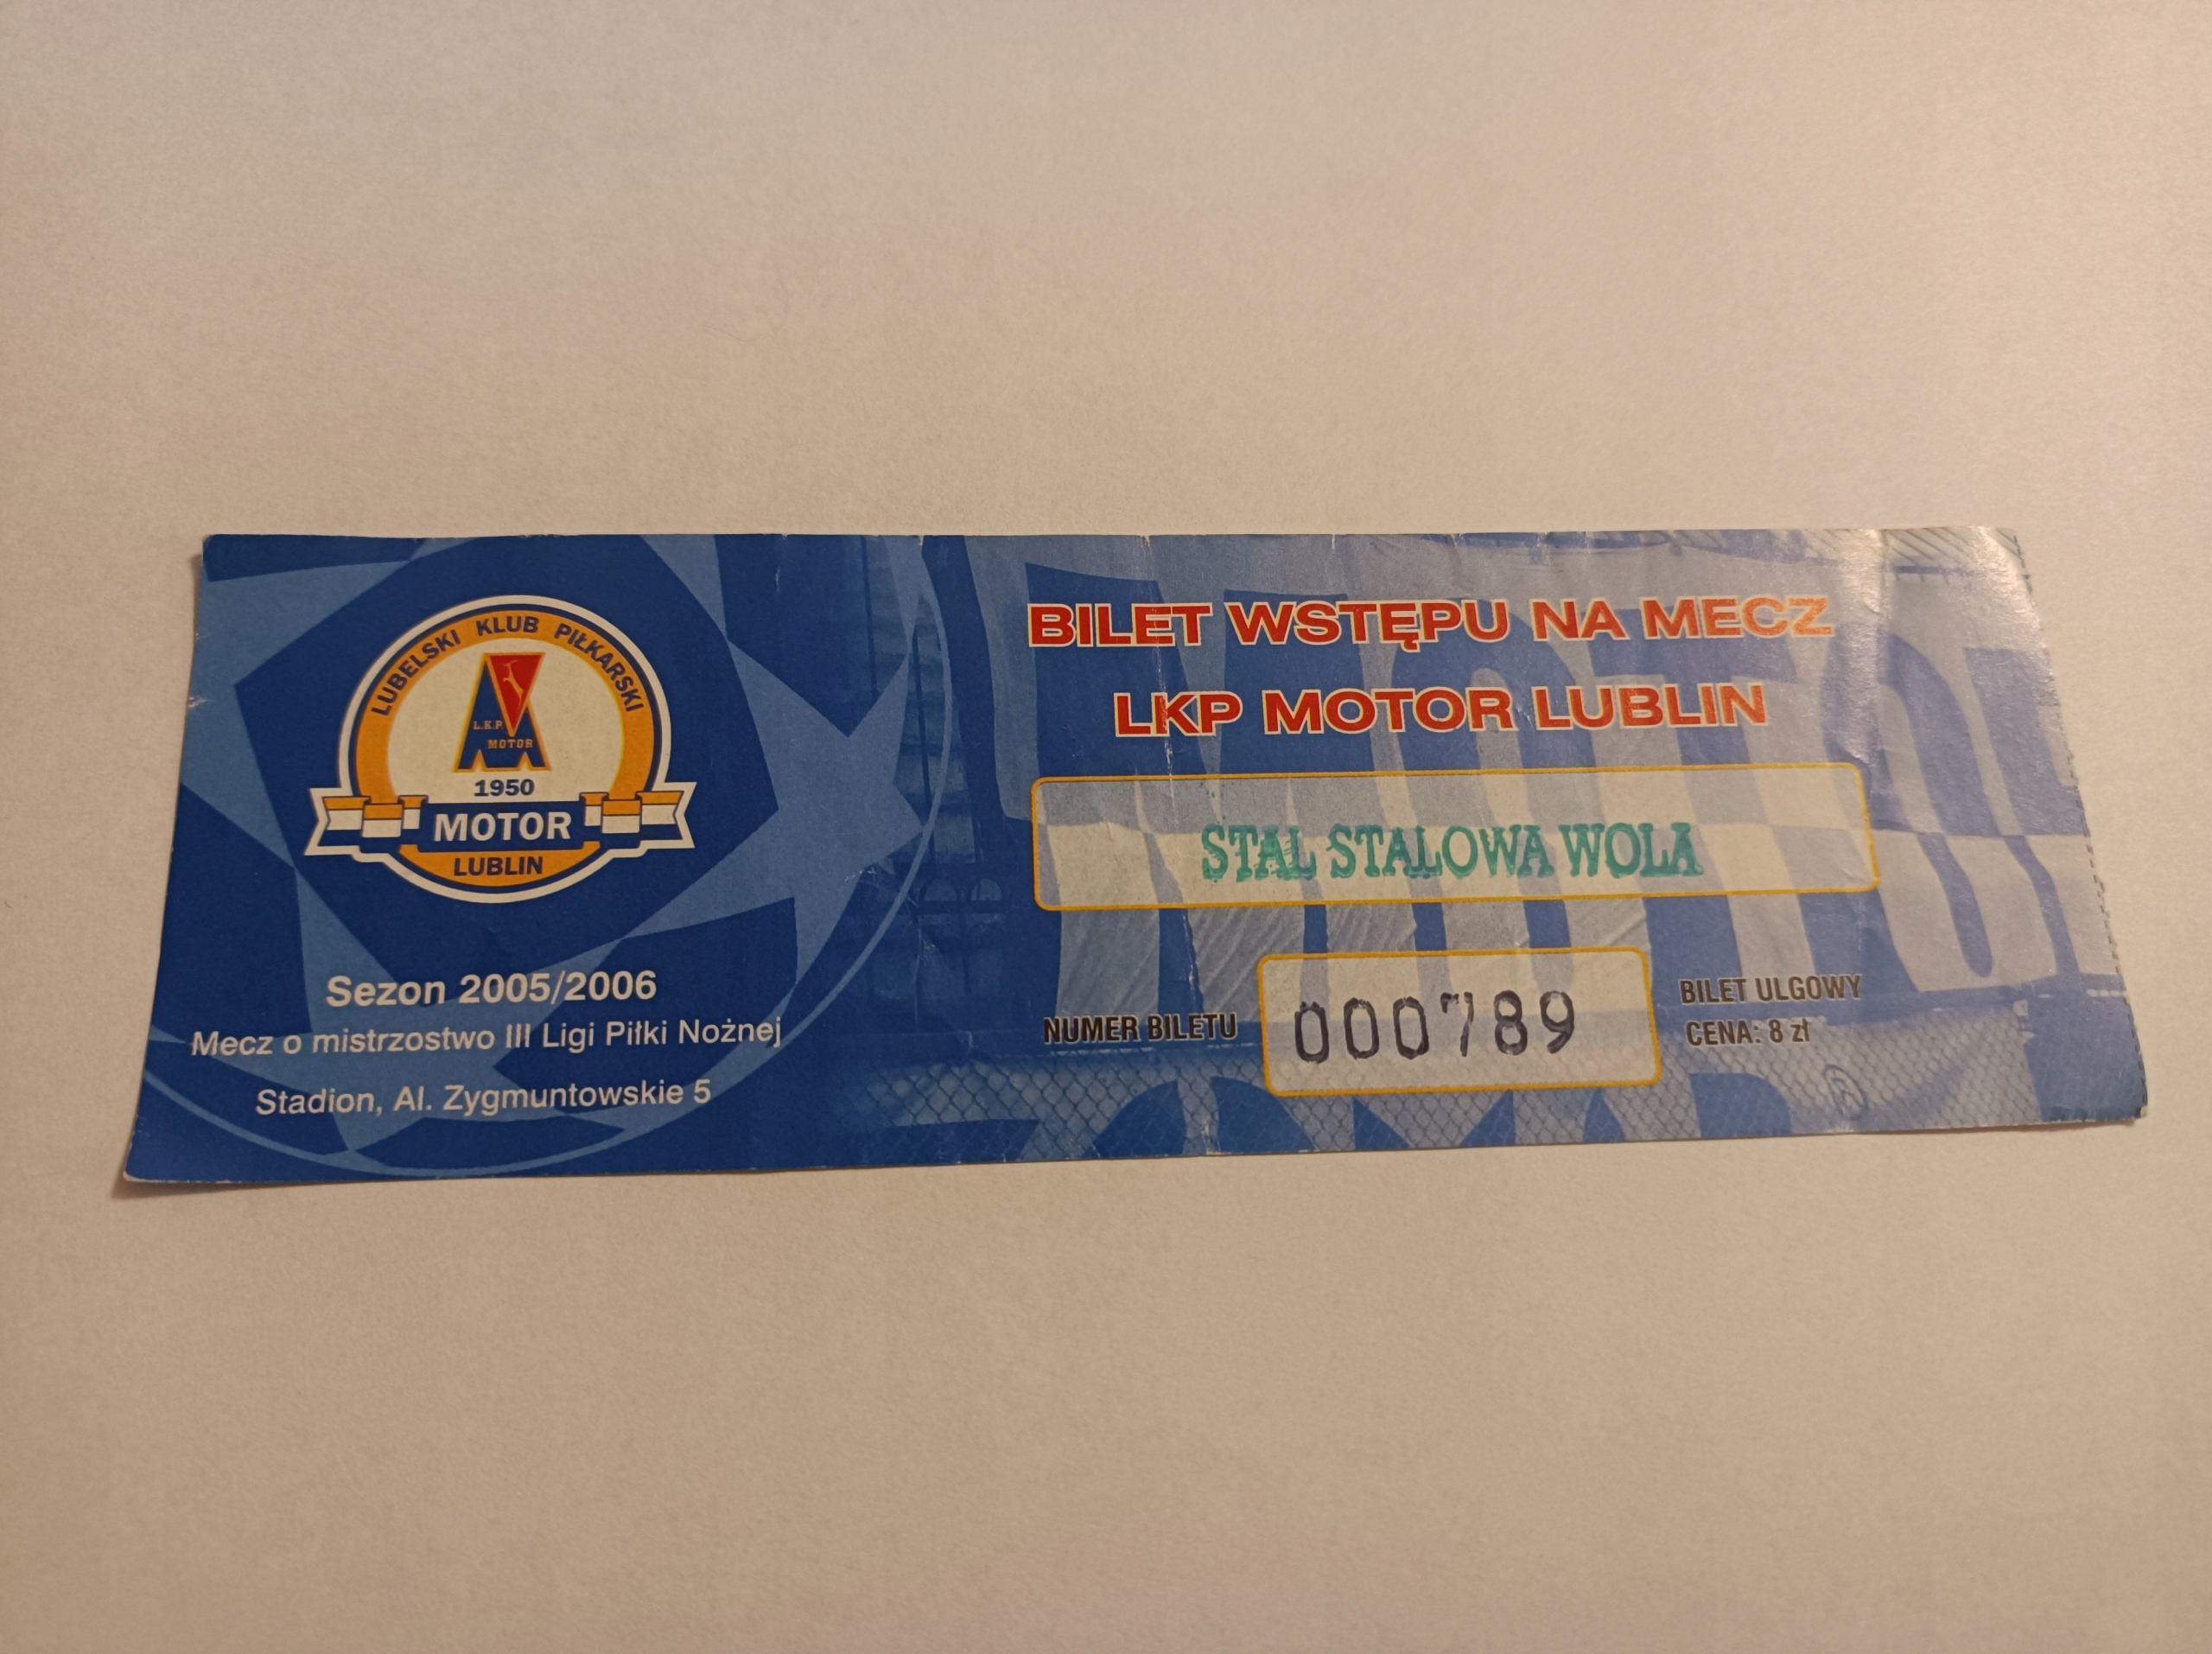 LUBELSKI KLUB PIŁKARSKI
L.K.P.
MOTOR
1950
MOTOR
LUBLIN
Sezon 2005/2006
Mecz o mistrzostwo III Ligi Piłki Nożnej
Stadion, Al. Zygmuntowskie 5
BILET WSTĘPU NA MECZ
LKP MOTOR LUBLIN
STAL STALOWA WOLA
NUMER BILETU
000789
BILET ULGOWY
CENA: 8 zł